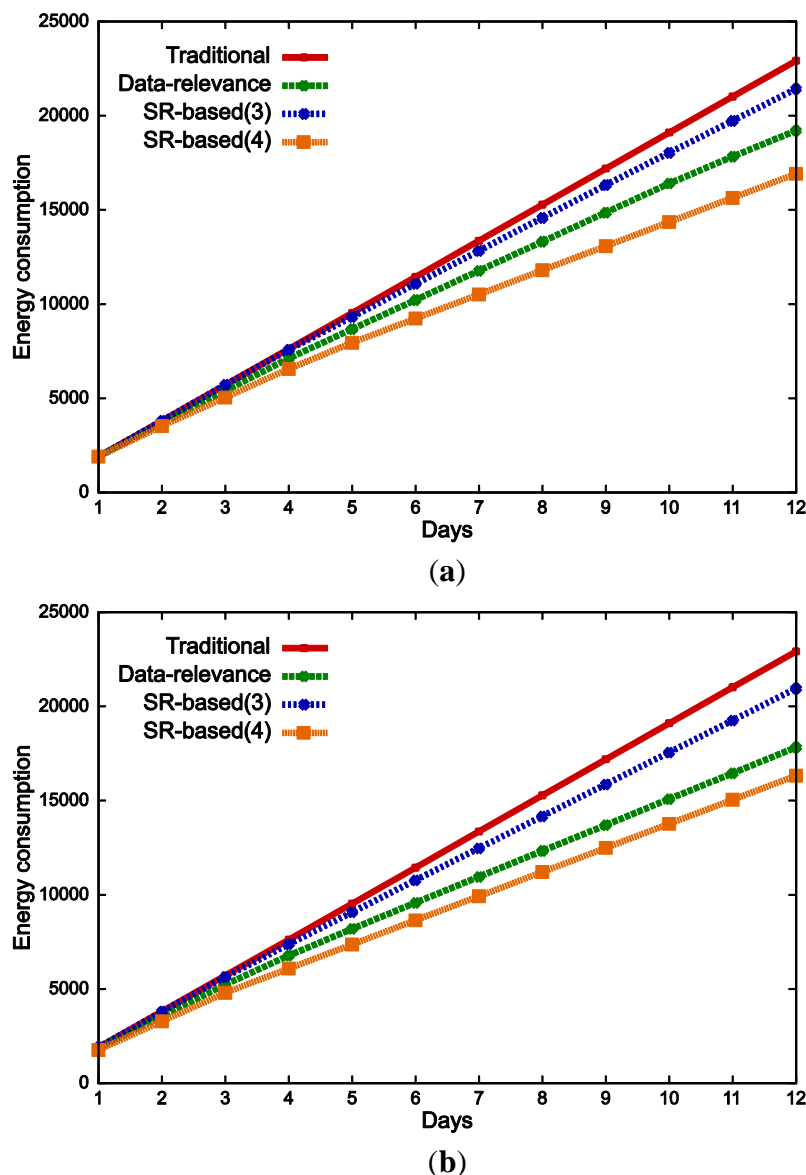 25000
20000
15000
10000
5000
0
Energy consumption
Traditional
Data-relevance
SR-based(3)
SR-based(4)
1 2 3 4 5 6 7 8 9 10 11 12
Days
(a)
25000
20000
15000
10000
5000
0
Energy consumption
Traditional
Data-relevance
SR-based(3)
SR-based(4)
1 2 3 4 5 6 7 8 9 10 11 12
Days
(b)